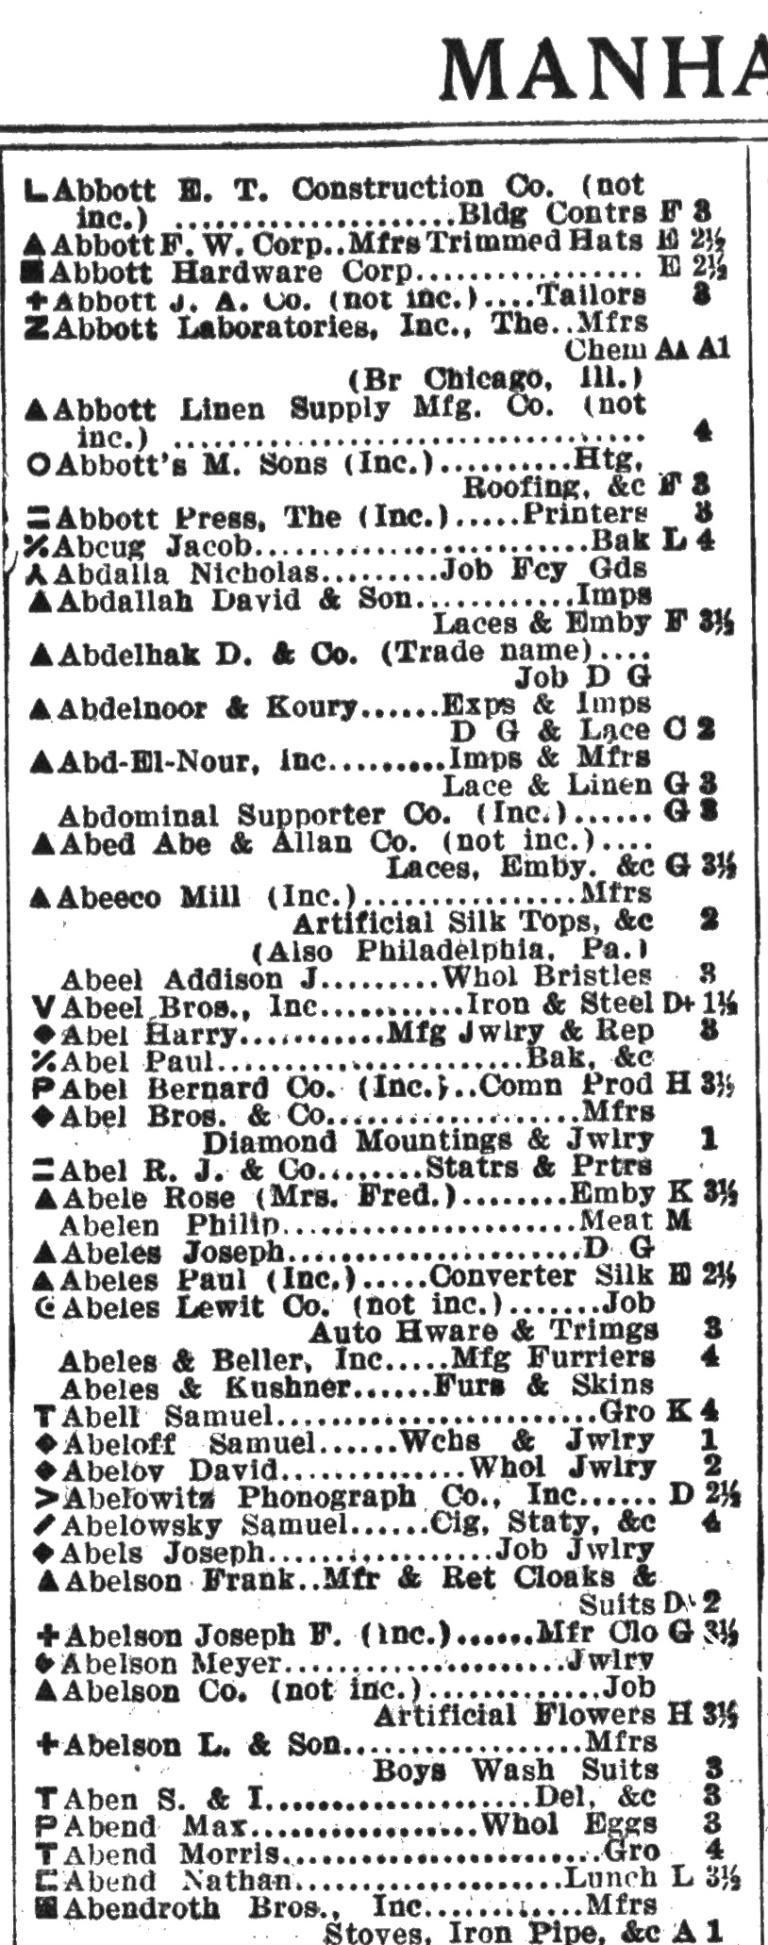 MANHA
Abbott E. T. Construction Co. (not
inc.) ......................Bldg Contrs F 3
Abbott F. W. Corp..Mfrs Trimmed Hats E 2½
Abbott Hardware Corp................. E 2½
Abbott J. A. Co. (not inc.)....Tailors 3
Abbott Laboratories, Inc., The..Mfrs
Chem AA A1
(Br Chicago, Ill.)
Abbott Linen Supply Mfg. Co. (not
inc.) .................................... 4
Abbott's M. Sons (Inc.)..........Htg,
Roofing, &c F 3
Abbott Press, The (Inc.).....Printers 3
Abcug Jacob.........................Bak L 4
Abdalla Nicholas.........Job Fcy Gds
Abdallah David & Son............Imps
Laces & Emby F 3½
Abdelhak D. & Co. (Trade name)....
Job D G
Abdelnoor & Koury......Exps & Imps
D G & Lace C 2
Abd-El-Nour, Inc.........Imps & Mfrs
Lace & Linen G 3
Abdominal Supporter Co. (Inc.)...... G 3
Abed Abe & Allan Co. (not inc.)....
Laces, Emby. &c G 3½
Abeeco Mill (Inc.)................Mfrs
Artificial Silk Tops, &c 2
(Also Philadelphia, Pa.)
Abeel Addison J.........Whol Bristles 3
V Abeel Bros., Inc...........Iron & Steel D+ 1½
Abel Harry...........Mfg Jwlry & Rep 3
Abel Paul.......................Bak, &c
P Abel Bernard Co. (Inc.)..Comn Prod H 3½
Abel Bros. & Co..................Mfrs
Diamond Mountings & Jwlry 1
Abel R. J. & Co........Statrs & Prtrs
Abele Rose (Mrs. Fred.)........Emby K 3½
Abelen Philip......................Meat M
Abeles Joseph......................D G
Abeles Paul (Inc.).....Converter Silk E 2½
Abeles Lewit Co. (not inc.).......Job
Auto Hware & Trimgs 3
Abeles & Beller, Inc.....Mfg Furriers 4
Abeles & Kushner......Furs & Skins
T Abell Samuel........................Gro K 4
Abeloff Samuel......Wchs & Jwlry 1
Abelov David..............Whol Jwlry 2
Abelowitz Phonograph Co., Inc...... D 2½
Abelowsky Samuel......Cig, Staty, &c 4
Abels Joseph.................Job Jwlry
Abelson Frank..Mfr & Ret Cloaks &
Suits D 2
Abelson Joseph F. (Inc.)......Mfr Clo G 3½
Abelson Meyer.....................Jwlry
Abelson Co. (not inc.).............Job
Artificial Flowers H 3½
Abelson L. & Son.................Mfrs
Boys Wash Suits 3
T Aben S. & I....................Del, &c 3
P Abend Max.................Whol Eggs 3
T Abend Morris........................Gro 4
Abend Nathan....................Lunch L 3½
Abendroth Bros., Inc............Mfrs
Stoves, Iron Pipe, &c A 1